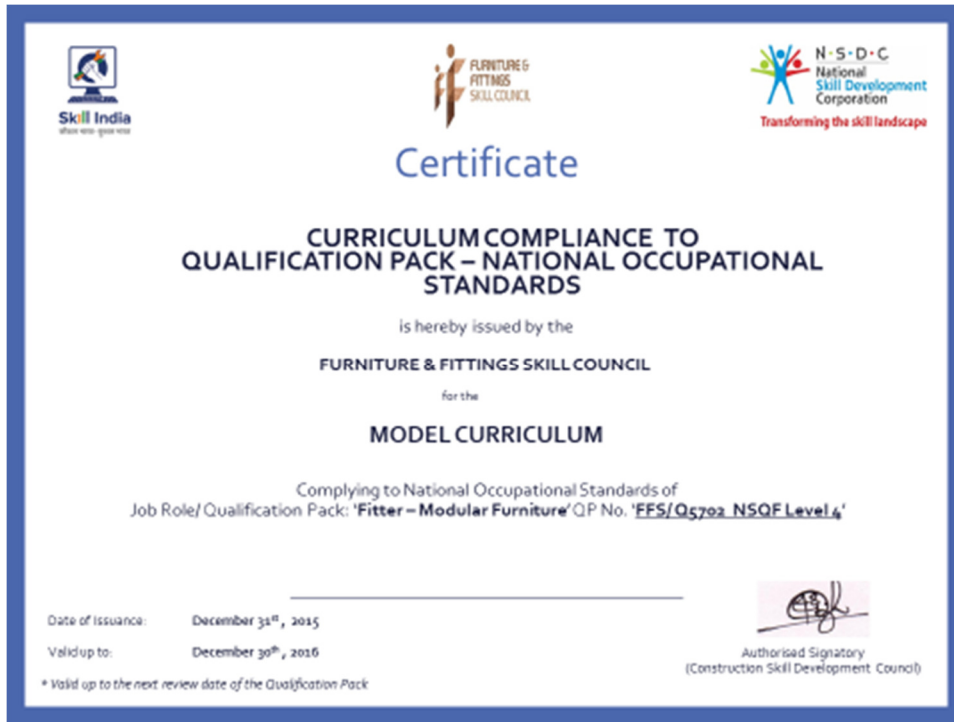 Skill India
कौशल भारत-कुशल भारत
FURNITURE &
FITTINGS
SKILL COUNCIL
N·S·D·C
National
Skill Development
Corporation
Transforming the skill landscape
Certificate
CURRICULUM COMPLIANCE TO
QUALIFICATION PACK – NATIONAL OCCUPATIONAL
STANDARDS
is hereby issued by the
FURNITURE & FITTINGS SKILL COUNCIL
for the
MODEL CURRICULUM
Complying to National Occupational Standards of
Job Role/ Qualification Pack: 'Fitter – Modular Furniture' QP No. 'FFS/Q5702 NSQF Level 4'
Date of Issuance: December 31st, 2015
Valid up to: December 30th, 2016
* Valid up to the next review date of the Qualification Pack
Authorised Signatory
(Construction Skill Development Council)